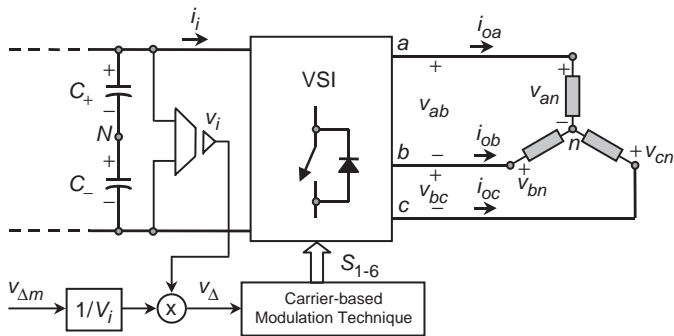 i_i
a
i_oa
+
C_+
−
N
+
C_−
−
v_i
VSI
+
v_ab
b
−
+
v_bc
c
−
i_ob
i_oc
+
v_an
−
n
+
v_bn
+
v_cn
S_1-6
v_Δm
1/V_i
x
v_Δ
Carrier-based
Modulation Technique